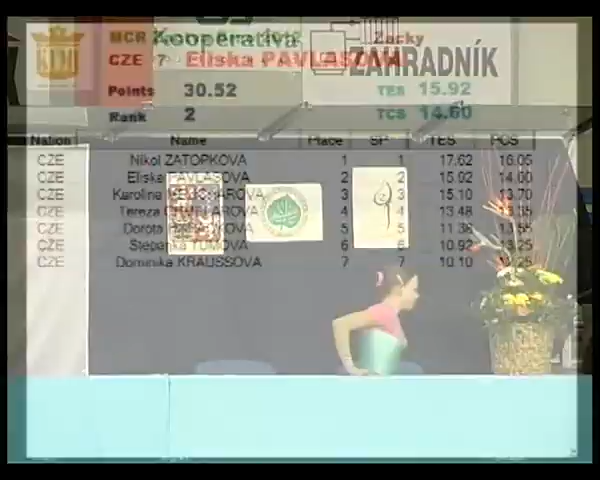 Kooperativa
Zacky
CZE 7 Eliska PAVLASOVA
ZAHRADNÍK
Points 30.52
TES 15.92
Rank 2
TCS 14.60
Nation Name Place SP TES PCS
CZE Nikol ZATOPKOVA 1 1 17.62 16.05
CZE Eliska PAVLASOVA 2 2 15.92 14.60
CZE Karolina 3 3 15.10 13.70
CZE Tereza 4 4 13.48
CZE Dorota 5 5 11.36
CZE Stepanka TUMOVA 6 6 10.92
CZE Dominika KRAUSSOVA 7 7 10.10